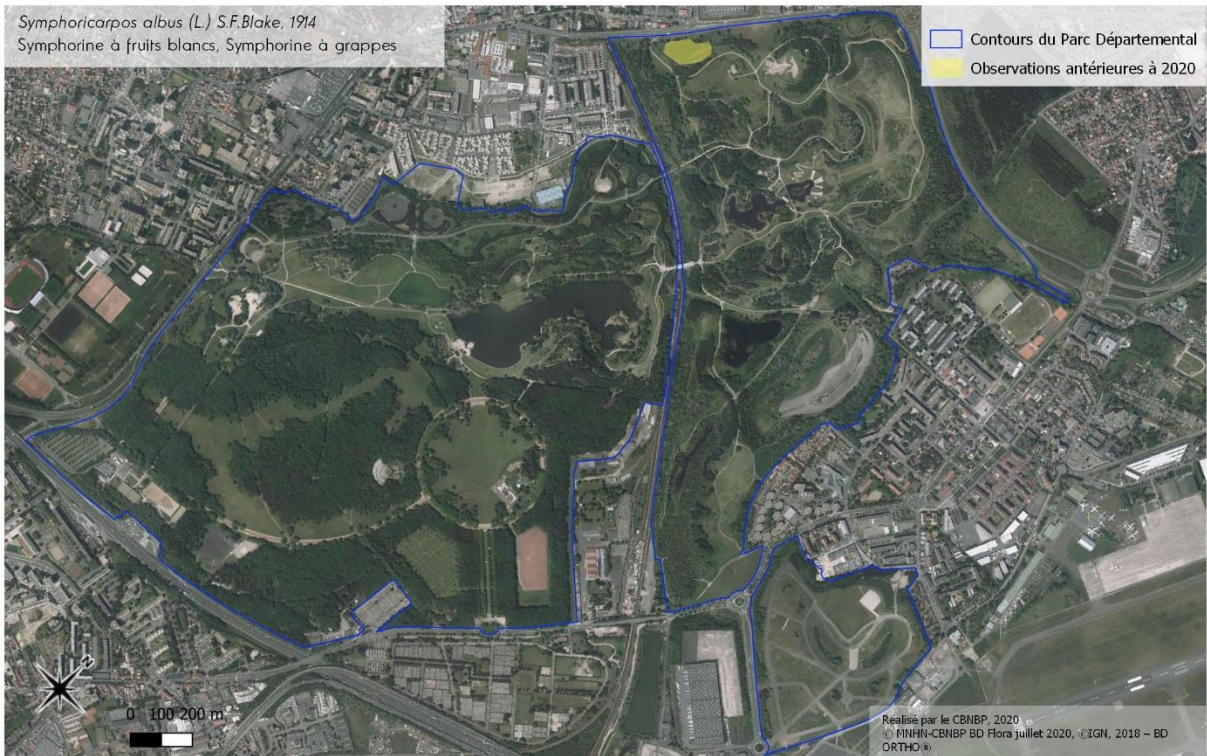 Symphoricarpos albus (L.) S.F.Blake, 1914
Symphorine à fruits blancs, Symphorine à grappes
Contours du Parc Départemental
Observations antérieures à 2020
0 100 200 m
Réalisé par le CBNBP, 2020
© MNHN-CBNBP BD Flora juillet 2020, ©IGN, 2018 – BD
ORTHO®